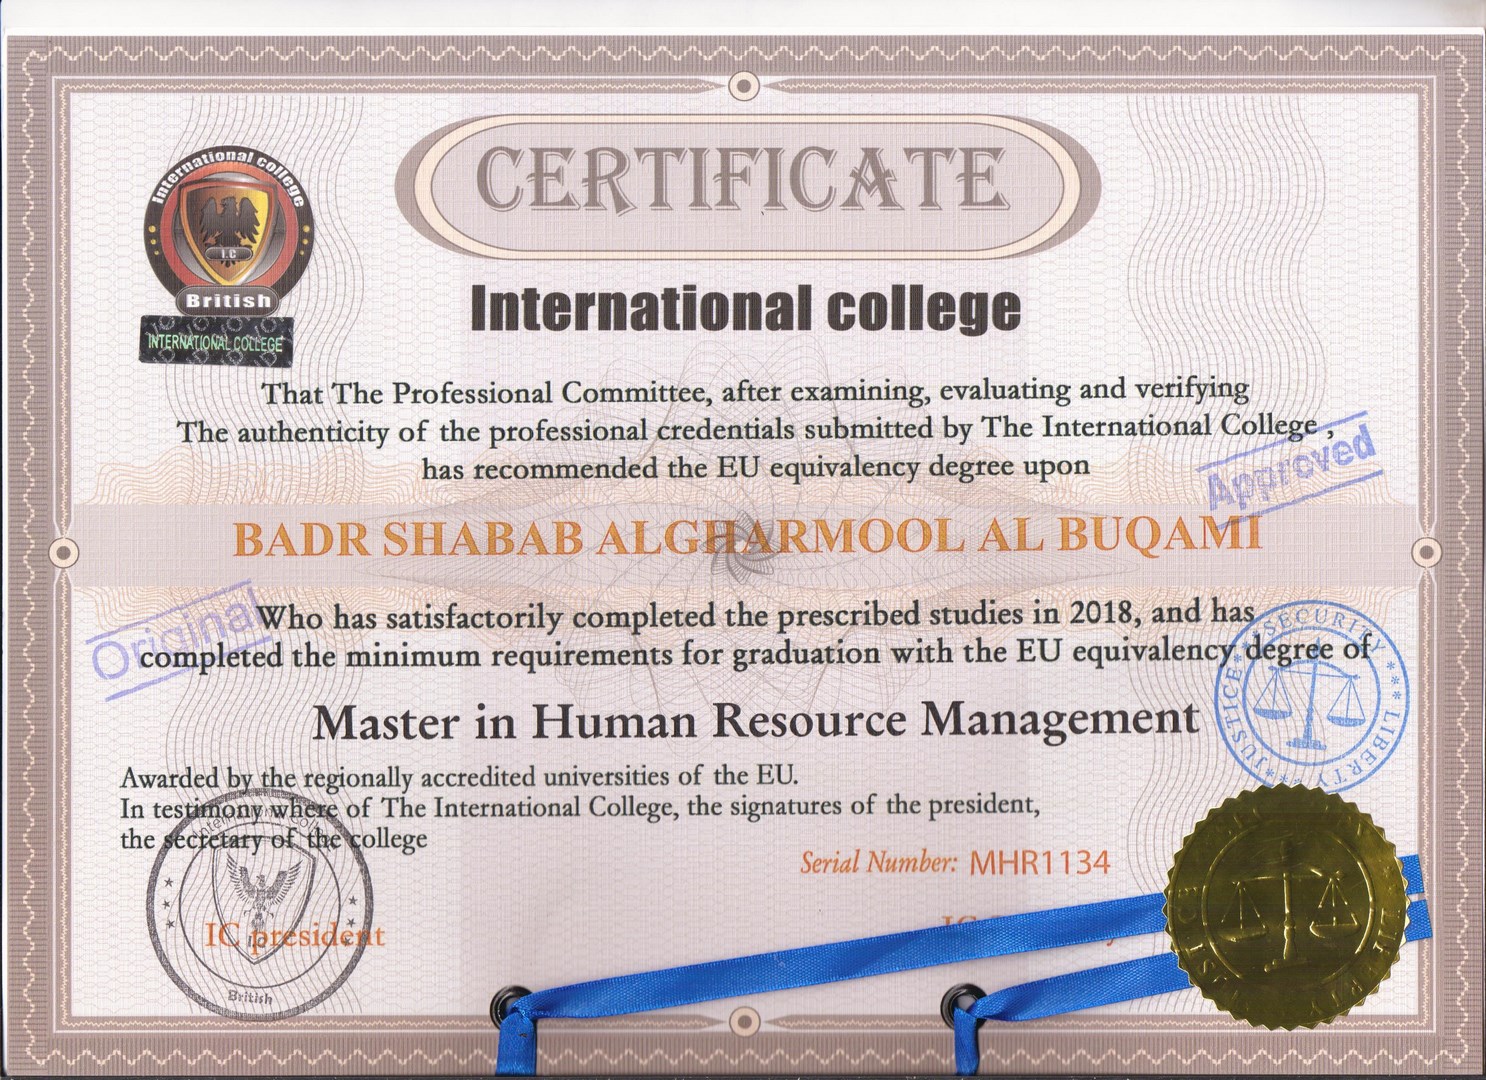 CERTIFICATE
International college
I.C
British
INTERNATIONAL COLLEGE
International college
That The Professional Committee, after examining, evaluating and verifying
The authenticity of the professional credentials submitted by The International College ,
has recommended the EU equivalency degree upon
Approved
BADR SHABAB ALGHARMOOL AL BUQAMI
Original
Who has satisfactorily completed the prescribed studies in 2018, and has
completed the minimum requirements for graduation with the EU equivalency degree of
SECURITY *** LIBERTY *** JUSTICE
Master in Human Resource Management
Awarded by the regionally accredited universities of the EU.
In testimony where of The International College, the signatures of the president,
the secretary of the college
Serial Number: MHR1134
IC president
British